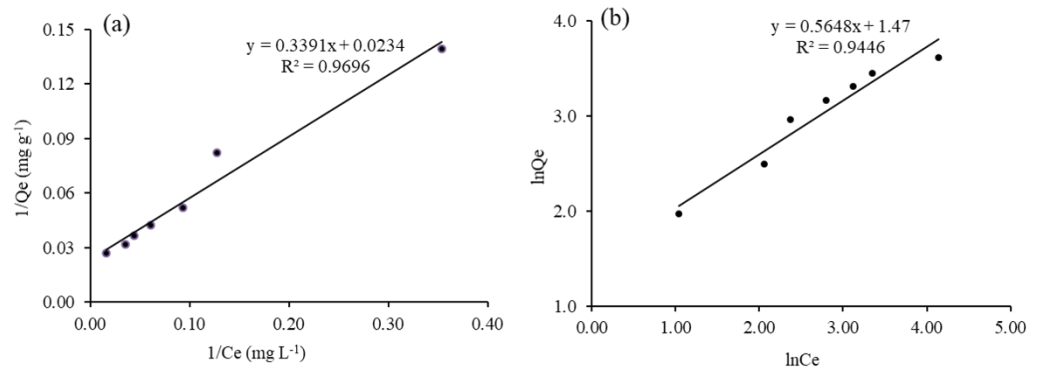 (a)
y = 0.3391x + 0.0234
R² = 0.9696
0.15
0.12
0.09
0.06
0.03
0.00
1/Qe (mg g⁻¹)
0.00 0.10 0.20 0.30 0.40
1/Ce (mg L⁻¹)
(b)
y = 0.5648x + 1.47
R² = 0.9446
4.0
3.0
2.0
1.0
lnQe
0.00 1.00 2.00 3.00 4.00 5.00
lnCe